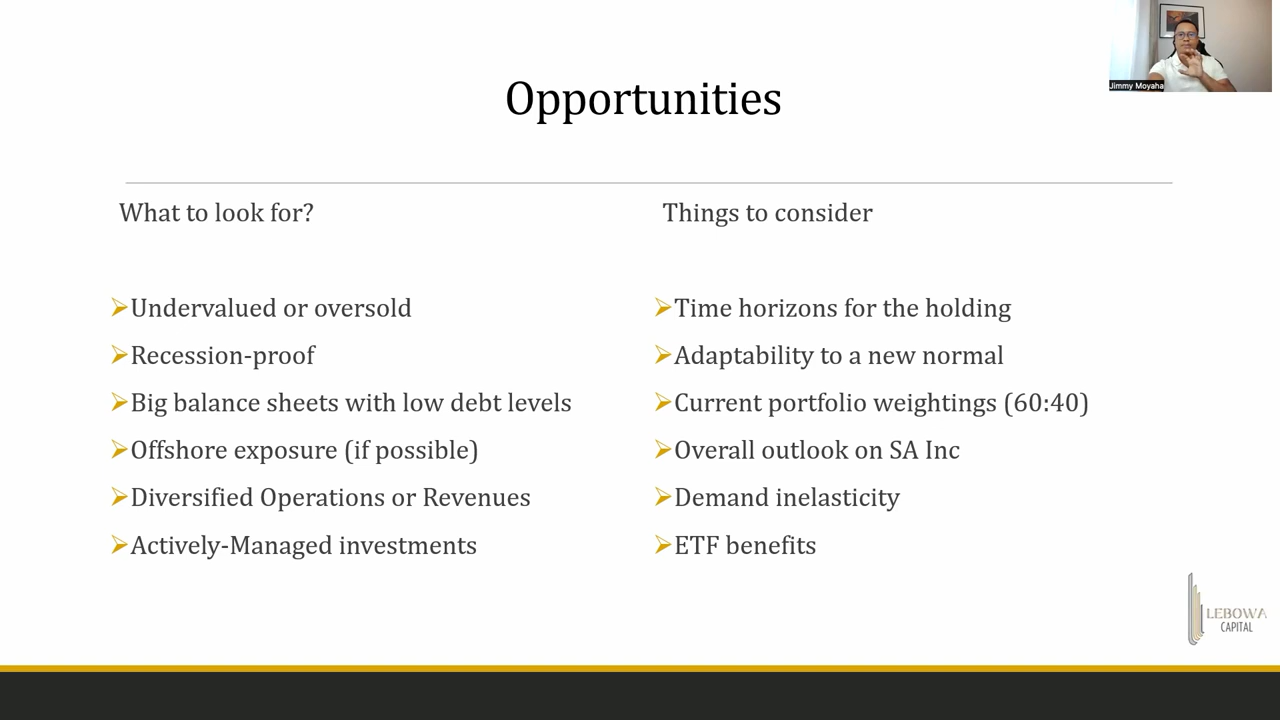 Jimmy Moyaha
Opportunities
What to look for?
Undervalued or oversold
Recession-proof
Big balance sheets with low debt levels
Offshore exposure (if possible)
Diversified Operations or Revenues
Actively-Managed investments
Things to consider
Time horizons for the holding
Adaptability to a new normal
Current portfolio weightings (60:40)
Overall outlook on SA Inc
Demand inelasticity
ETF benefits
LEBOWA
CAPITAL